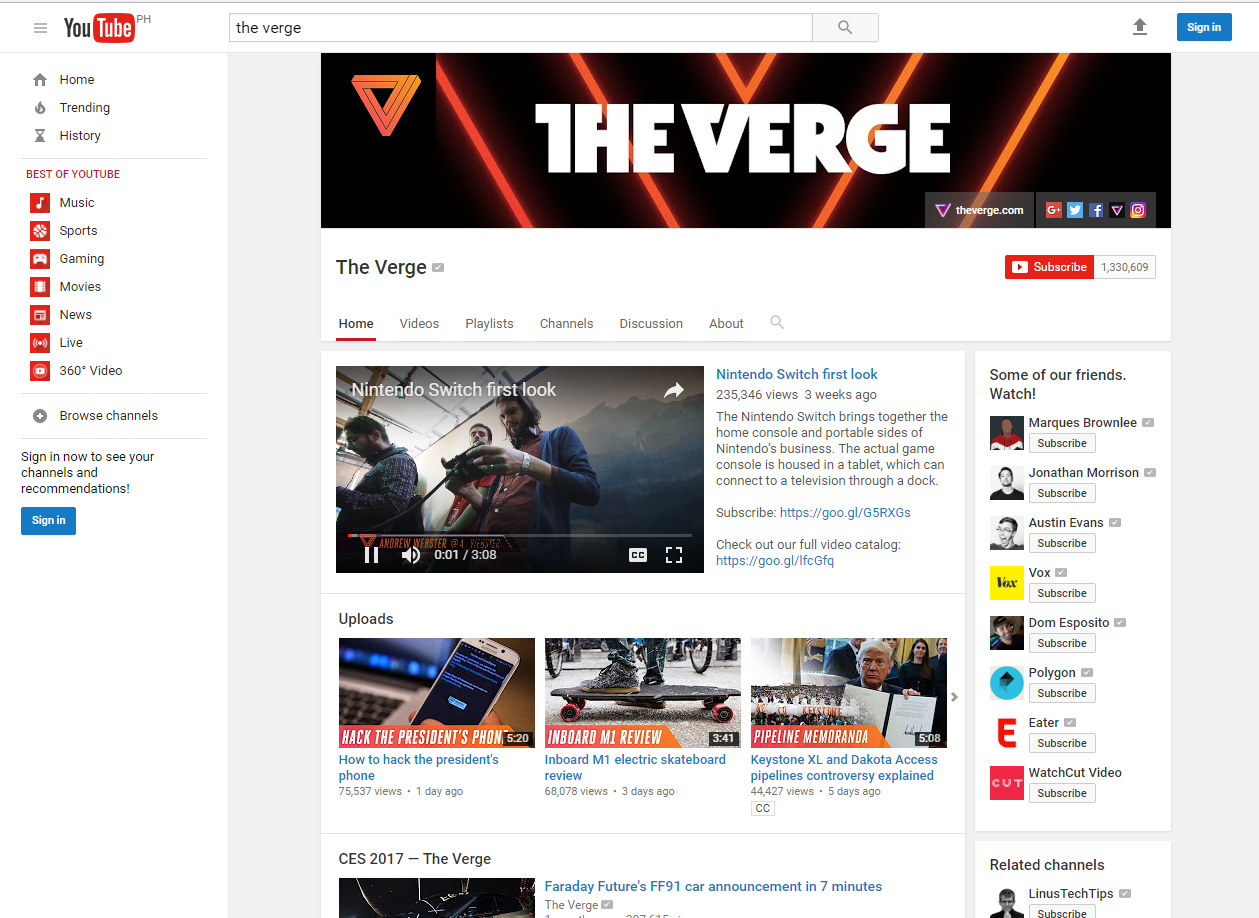 YouTube PH
the verge
Sign in
Home
Trending
History
BEST OF YOUTUBE
Music
Sports
Gaming
Movies
News
Live
360° Video
Browse channels
Sign in now to see your
channels and
recommendations!
Sign in
THE VERGE
theverge.com
G+
The Verge
Subscribe 1,330,609
Home Videos Playlists Channels Discussion About
Nintendo Switch first look
ANDREW WEBSTER @A_WEBSTER
0:01 / 3:08
CC
Nintendo Switch first look
235,346 views 3 weeks ago
The Nintendo Switch brings together the
home console and portable sides of
Nintendo's business. The actual game
console is housed in a tablet, which can
connect to a television through a dock.
Subscribe: https://goo.gl/G5RXGs
Check out our full video catalog:
https://goo.gl/lfcGfq
Uploads
HACK THE PRESIDENT'S PHON 5:20
How to hack the president's
phone
75,537 views • 1 day ago
INBOARD M1 REVIEW 3:41
Inboard M1 electric skateboard
review
68,078 views • 3 days ago
KEYSTONE
PIPELINE MEMORANDA 5:08
Keystone XL and Dakota Access
pipelines controversy explained
44,427 views • 5 days ago
CC
CES 2017 — The Verge
Faraday Future's FF91 car announcement in 7 minutes
The Verge
Some of our friends.
Watch!
Marques Brownlee
Subscribe
Jonathan Morrison
Subscribe
Austin Evans
Subscribe
Vox
Vox
Subscribe
Dom Esposito
Subscribe
Polygon
Subscribe
E
Eater
Subscribe
CUT
WatchCut Video
Subscribe
Related channels
LinusTechTips
Subscribe